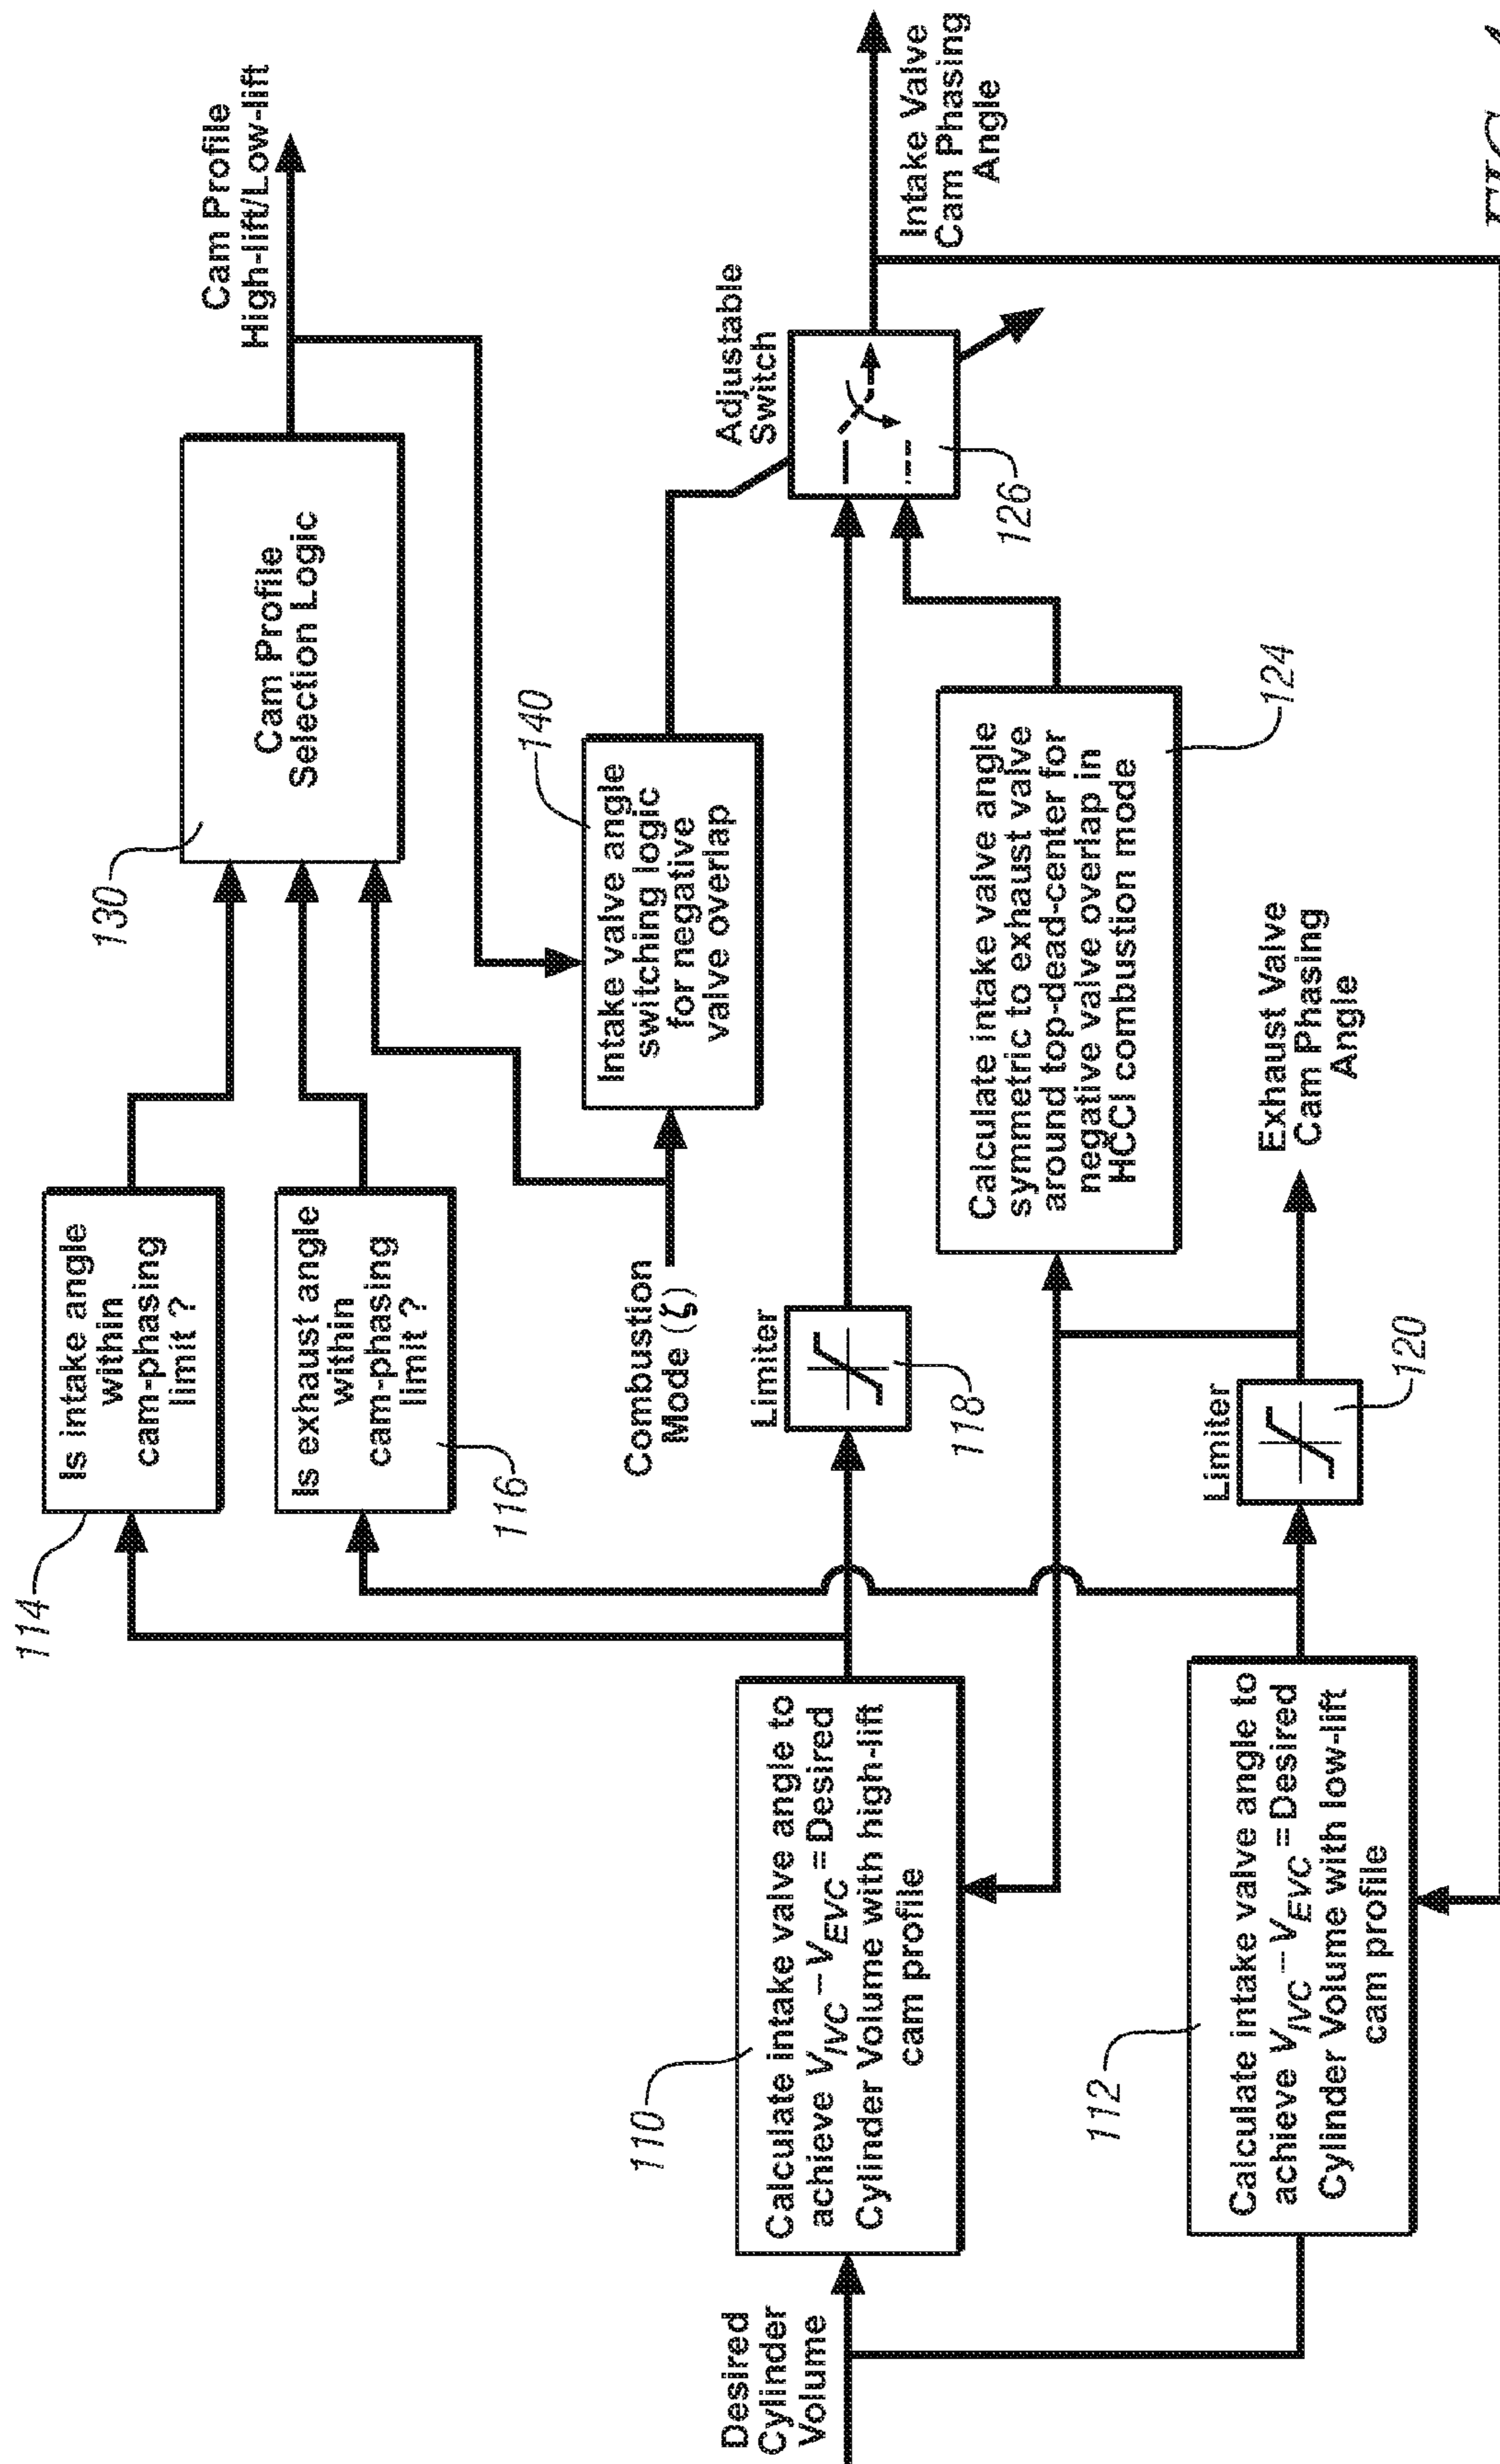 Desired
Cylinder
Volume
110
Calculate intake valve angle to
achieve VIVC – VEVC = Desired
Cylinder Volume with high-lift
cam profile
112
Calculate intake valve angle to
achieve VIVC – VEVC = Desired
Cylinder Volume with low-lift
cam profile
114
Is intake angle
within
cam-phasing
limit ?
Is exhaust angle
within
cam-phasing
limit ?
116
Combustion
Mode (ζ)
Limiter
118
Limiter
120
130
Cam Profile
Selection Logic
140
Intake valve angle
switching logic
for negative
valve overlap
Calculate intake valve angle
symmetric to exhaust valve
around top-dead-center for
negative valve overlap in
HCCI combustion mode
124
Exhaust Valve
Cam Phasing
Angle
Adjustable
Switch
126
Cam Profile
High-lift/Low-lift
Intake Valve
Cam Phasing
Angle